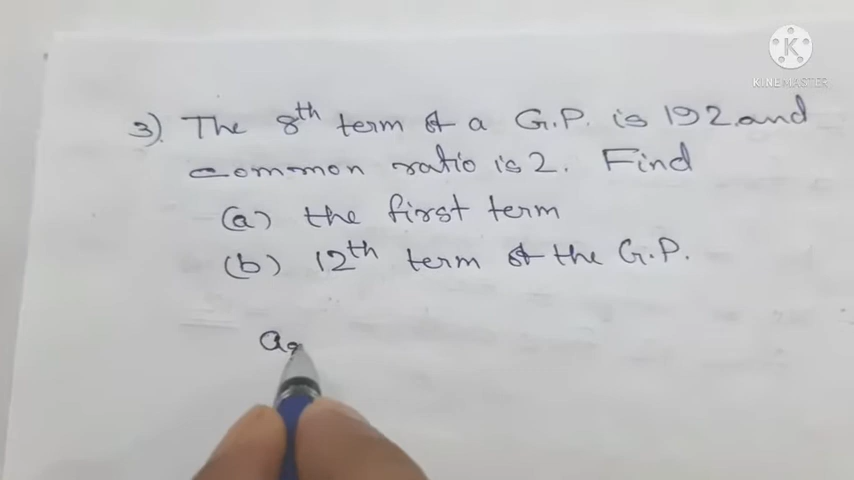 KINEMASTER
3) The 8th term of a G.P. is 192 and
common ratio is 2. Find
(a) the first term
(b) 12th term of the G.P.
a8